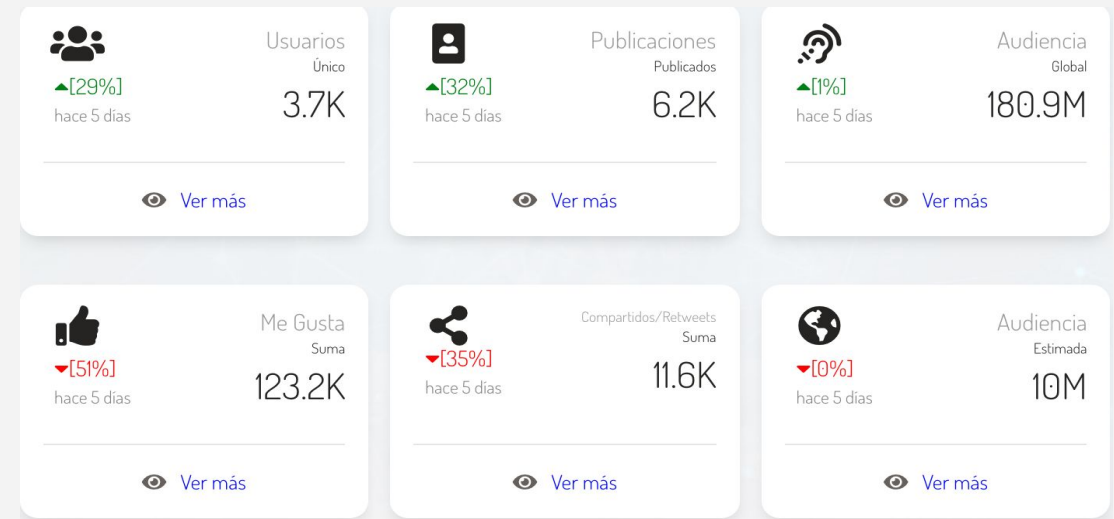 Usuarios
Único
[29%]
hace 5 días
3.7K
Ver más
Publicaciones
Publicados
[32%]
hace 5 días
6.2K
Ver más
Audiencia
Global
[1%]
hace 5 días
180.9M
Ver más
Me Gusta
Suma
[51%]
hace 5 días
123.2K
Ver más
Compartidos/Retweets
Suma
[35%]
hace 5 días
11.6K
Ver más
Audiencia
Estimada
[0%]
hace 5 días
10M
Ver más